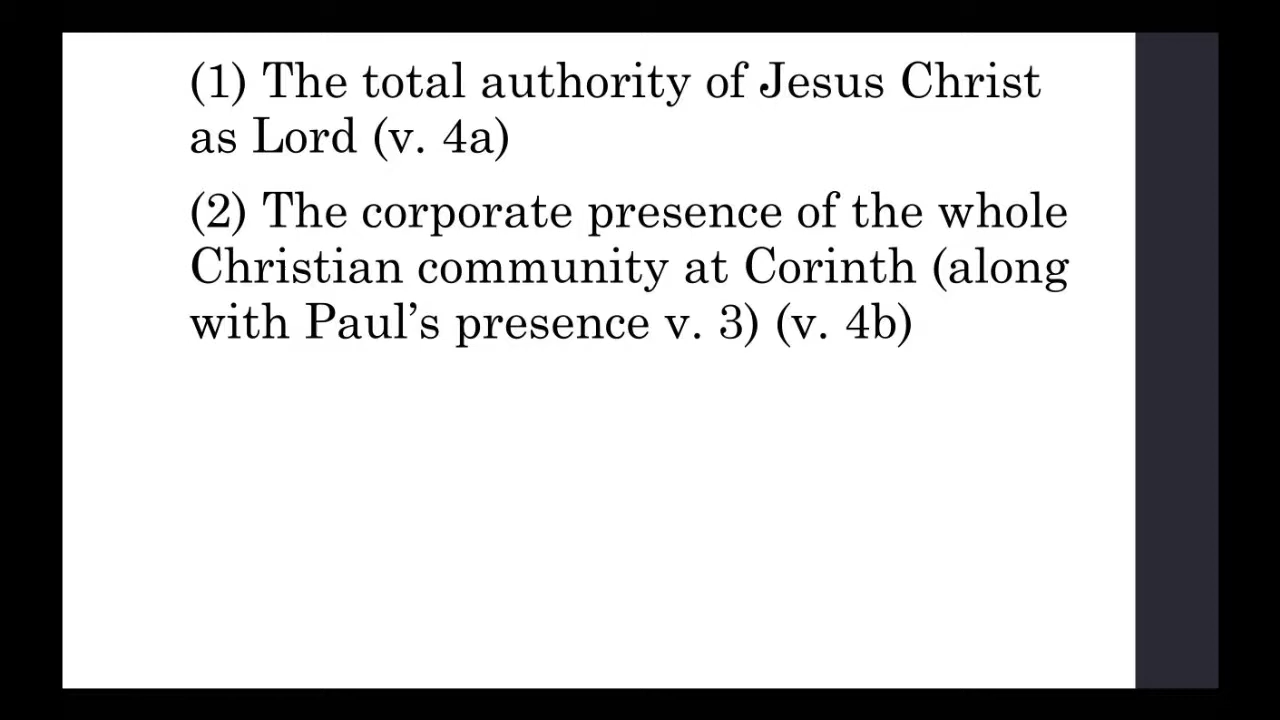 (1) The total authority of Jesus Christ
as Lord (v. 4a)
(2) The corporate presence of the whole
Christian community at Corinth (along
with Paul’s presence v. 3) (v. 4b)